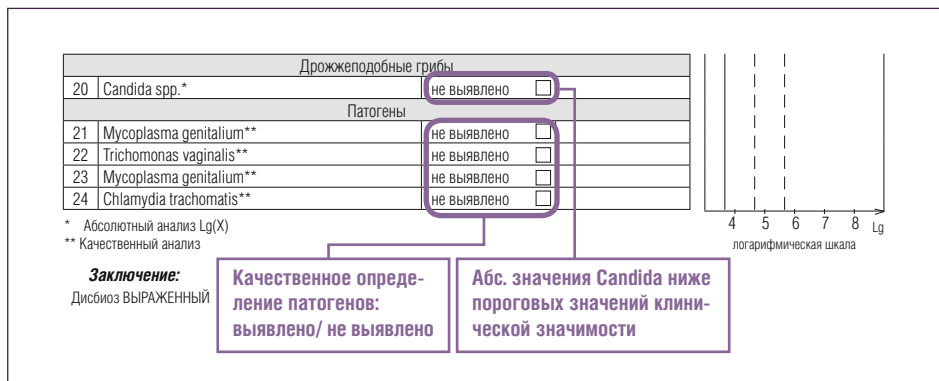 Дрожжеподобные грибы
20 Candida spp.* не выявлено
Патогены
21 Mycoplasma genitalium** не выявлено
22 Trichomonas vaginalis** не выявлено
23 Mycoplasma genitalium** не выявлено
24 Chlamydia trachomatis** не выявлено
* Абсолютный анализ Lg(X)
** Качественный анализ
4 5 6 7 8 Lg
логарифмическая шкала
Заключение:
Дисбиоз ВЫРАЖЕННЫЙ
Качественное опреде-
ление патогенов:
выявлено/ не выявлено
Абс. значения Candida ниже
пороговых значений клини-
ческой значимости